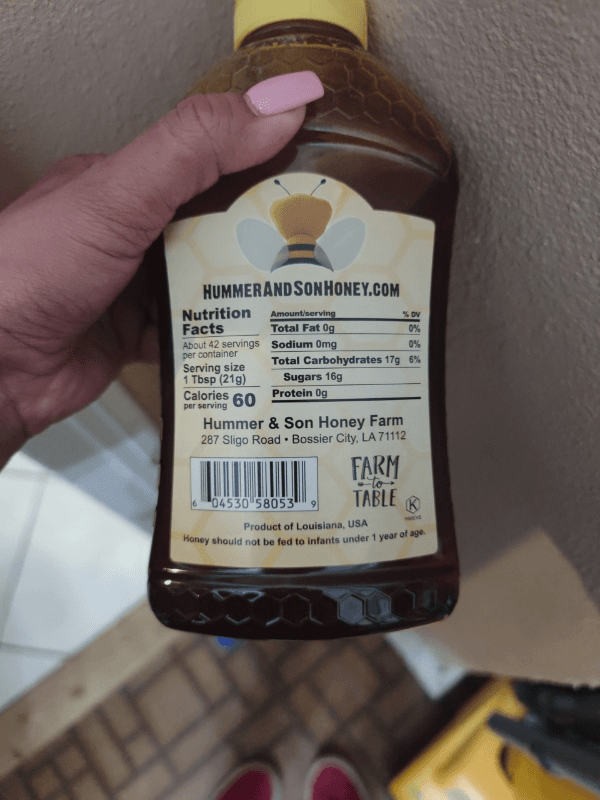 HUMMERANDSONHONEY.COM
Nutrition Facts
About 42 servings
per container
Serving size
1 Tbsp (21g)
Calories 60
per serving
Amount/serving % DV
Total Fat 0g 0%
Sodium 0mg 0%
Total Carbohydrates 17g 6%
Sugars 16g
Protein 0g
Hummer & Son Honey Farm
287 Sligo Road • Bossier City, LA 71112
6 04530 58053 9
FARM
to
TABLE
K
Product of Louisiana, USA
Honey should not be fed to infants under 1 year of age.